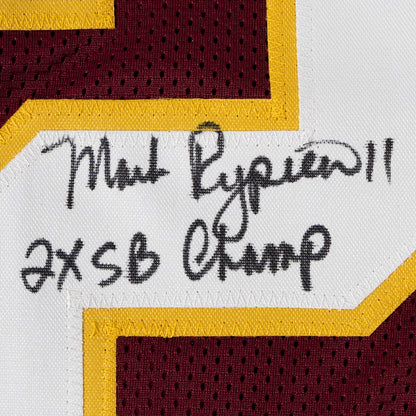 Mark Rypien 11
2X SB Champ